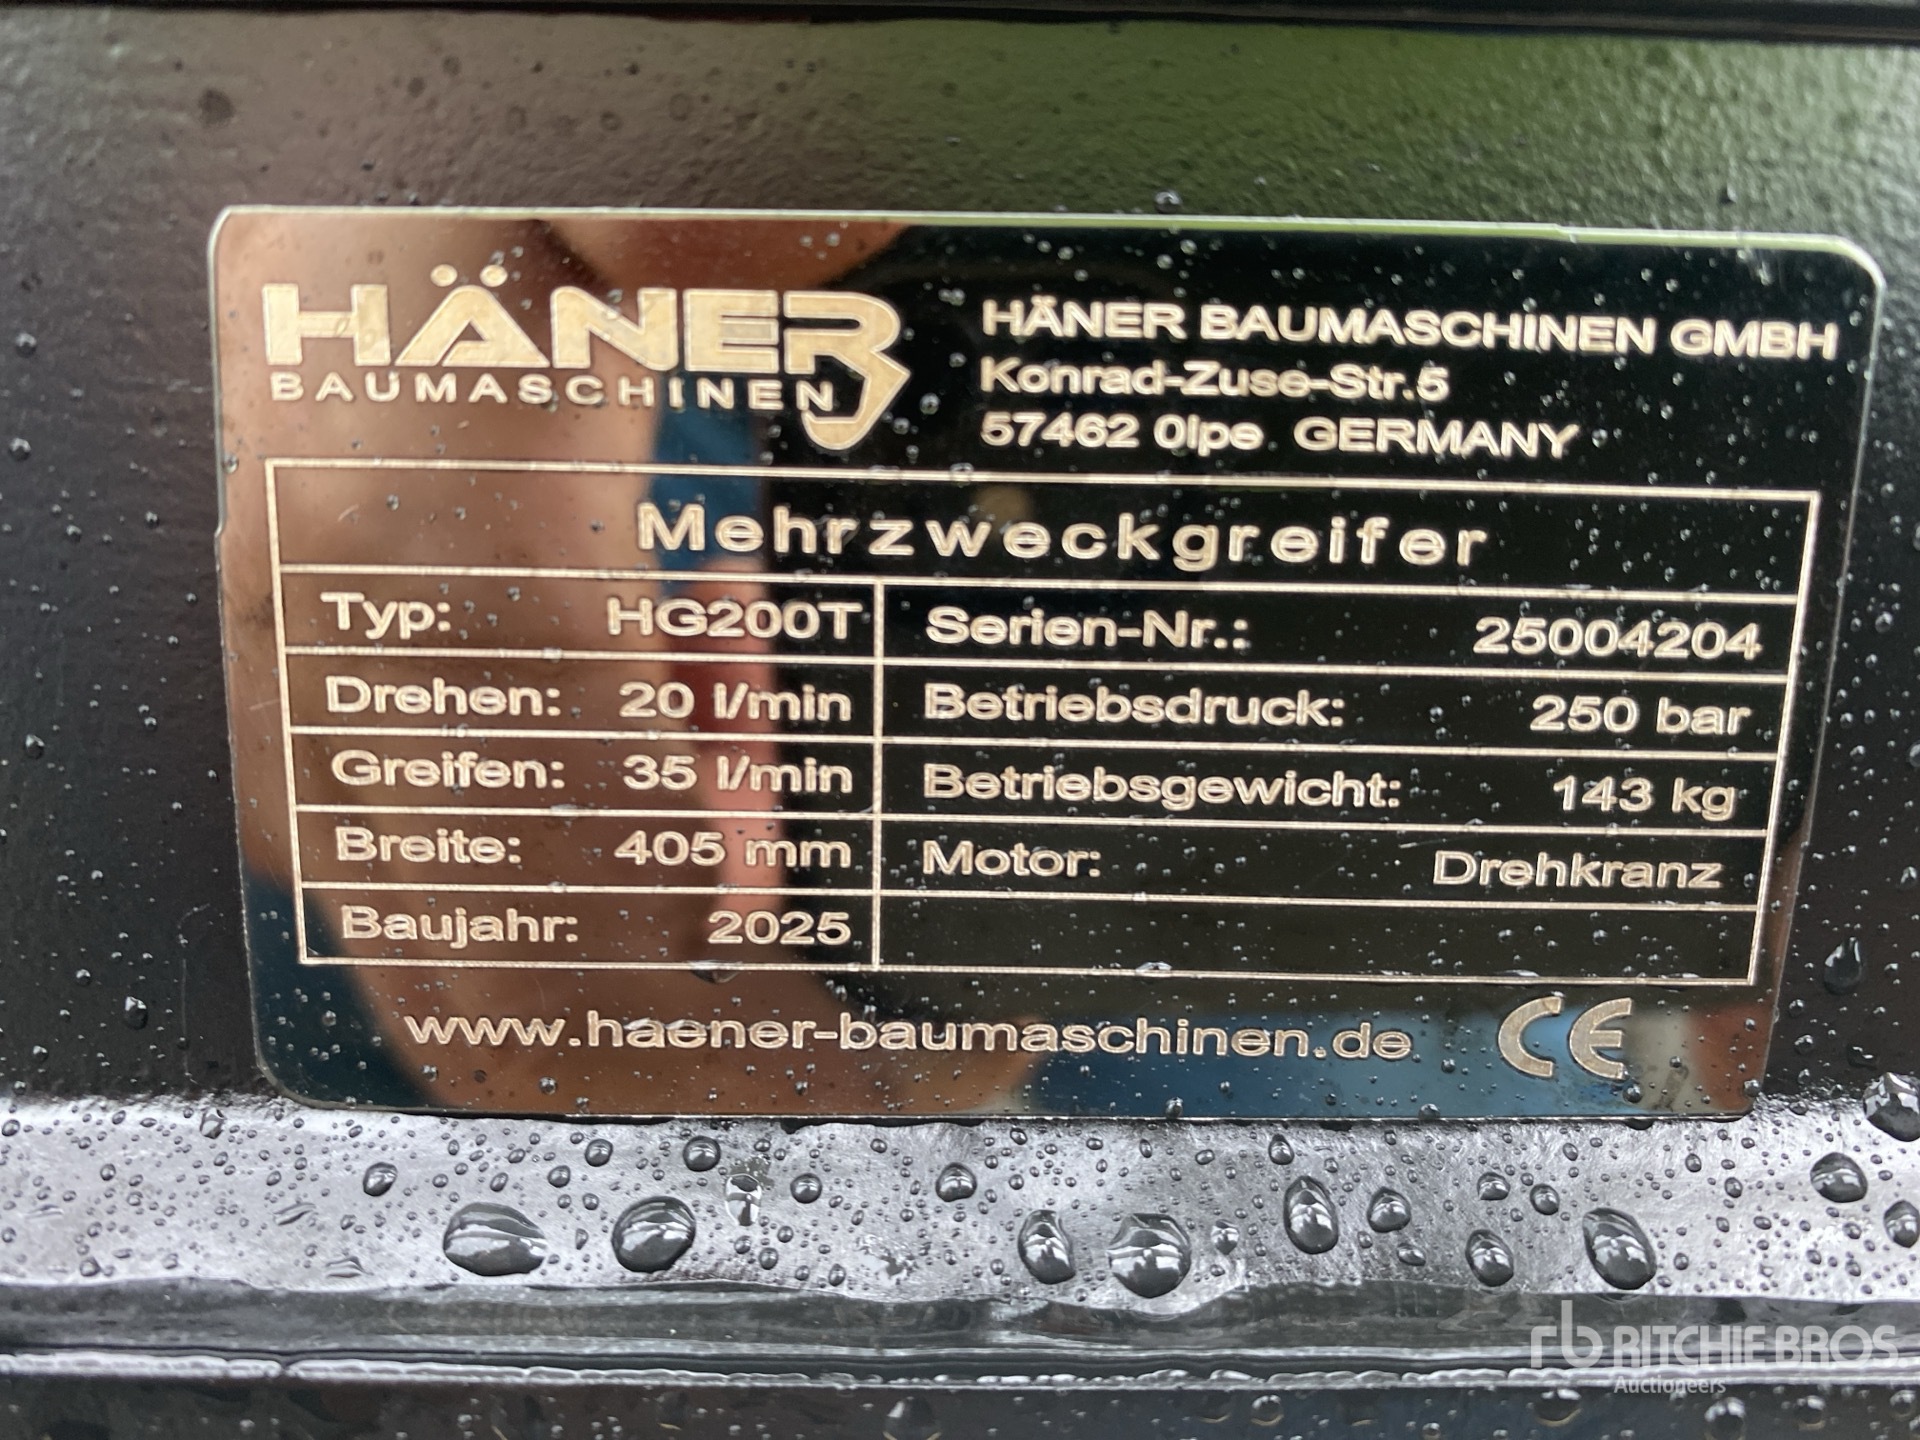 HÄNER
BAUMASCHINEN
HÄNER BAUMASCHINEN GMBH
Konrad-Zuse-Str.5
57462 Olpe GERMANY
Mehrzweckgreifer
Typ: HG200T Serien-Nr.: 25004204
Drehen: 20 l/min Betriebsdruck: 250 bar
Greifen: 35 l/min Betriebsgewicht: 143 kg
Breite: 405 mm Motor: Drehkranz
Baujahr: 2025
www.haener-baumaschinen.de CE
rb RITCHIE BROS.
Auctioneers